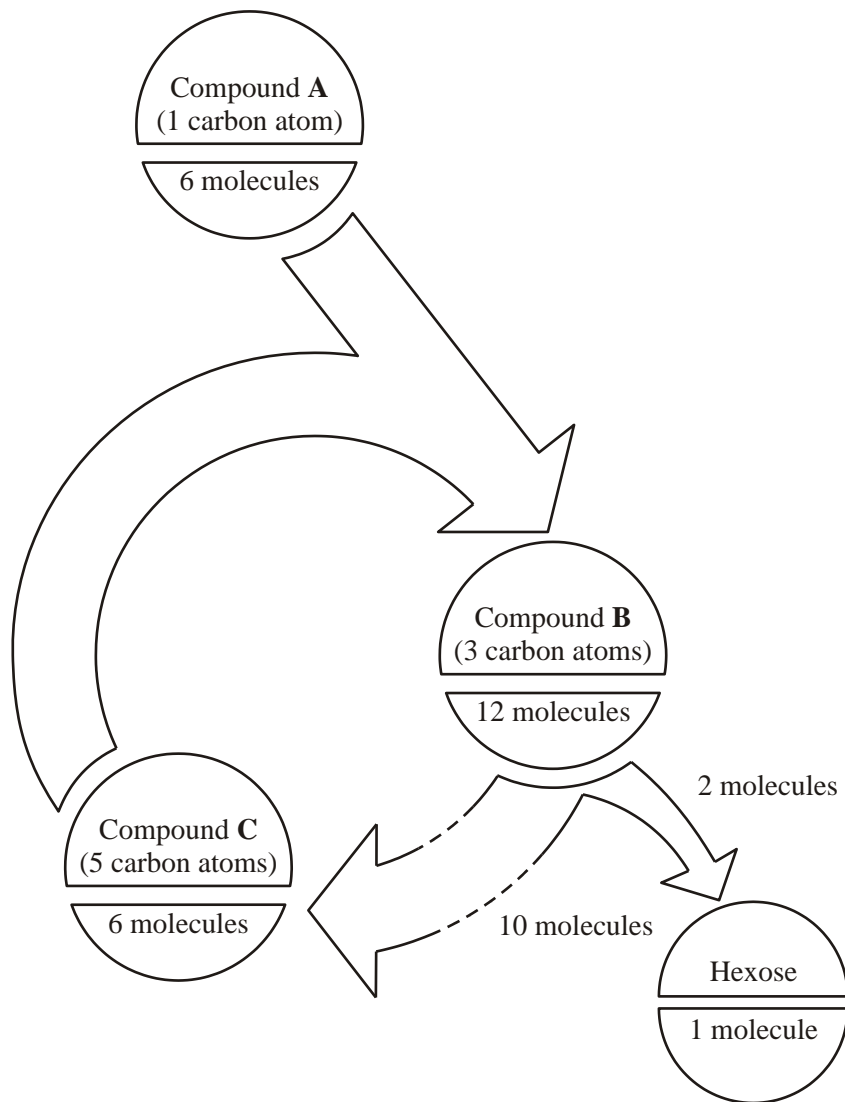 Compound A
(1 carbon atom)
6 molecules
Compound B
(3 carbon atoms)
12 molecules
2 molecules
Compound C
(5 carbon atoms)
6 molecules
10 molecules
Hexose
1 molecule